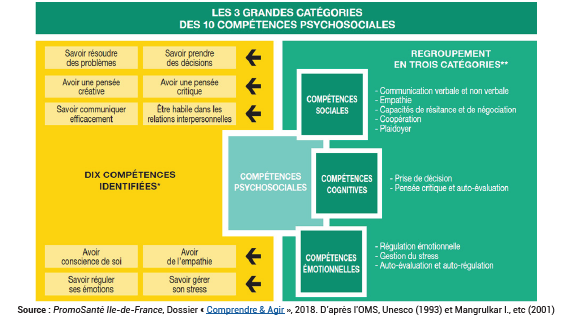 LES 3 GRANDES CATÉGORIES
DES 10 COMPÉTENCES PSYCHOSOCIALES
Savoir résoudre
des problèmes
Savoir prendre
des décisions
Avoir une pensée
créative
Avoir une pensée
critique
Savoir communiquer
efficacement
Être habile dans les
relations interpersonnelles
DIX COMPÉTENCES
IDENTIFIÉES*
Avoir
conscience de soi
Avoir
de l'empathie
Savoir réguler
ses émotions
Savoir gérer
son stress
COMPÉTENCES
PSYCHOSOCIALES
REGROUPEMENT
EN TROIS CATÉGORIES**
COMPÉTENCES
SOCIALES
- Communication verbale et non verbale
- Empathie
- Capacités de résitance et de négociation
- Coopération
- Plaidoyer
COMPÉTENCES
COGNITIVES
- Prise de décision
- Pensée critique et auto-évaluation
COMPÉTENCES
ÉMOTIONNELLES
- Régulation émotionnelle
- Gestion du stress
- Auto-évaluation et auto-régulation
Source : PromoSanté Ile-de-France, Dossier « Comprendre & Agir », 2018. D'après l'OMS, Unesco (1993) et Mangrulkar I., etc (2001)